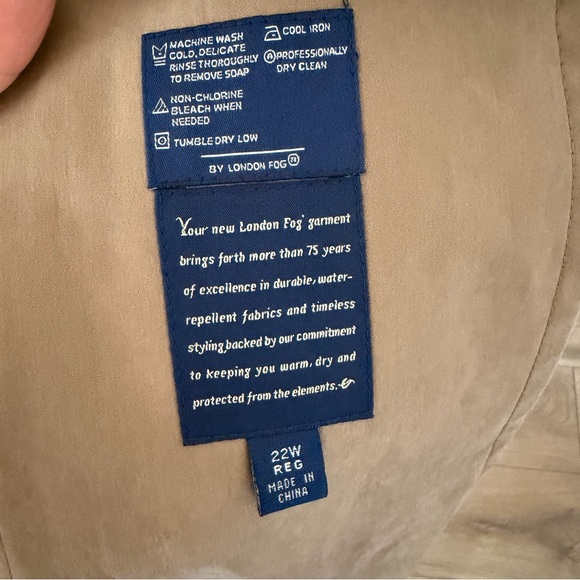 MACHINE WASH
COLD, DELICATE
RINSE THOROUGHLY
TO REMOVE SOAP
NON-CHLORINE
BLEACH WHEN
NEEDED
TUMBLE DRY LOW
COOL IRON
PROFESSIONALLY
DRY CLEAN
BY LONDON FOG®
Your new London Fog® garment
brings forth more than 75 years
of excellence in durable, water-
repellent fabrics and timeless
styling backed by our commitment
to keeping you warm, dry and
protected from the elements.
22W
REG
MADE IN
CHINA